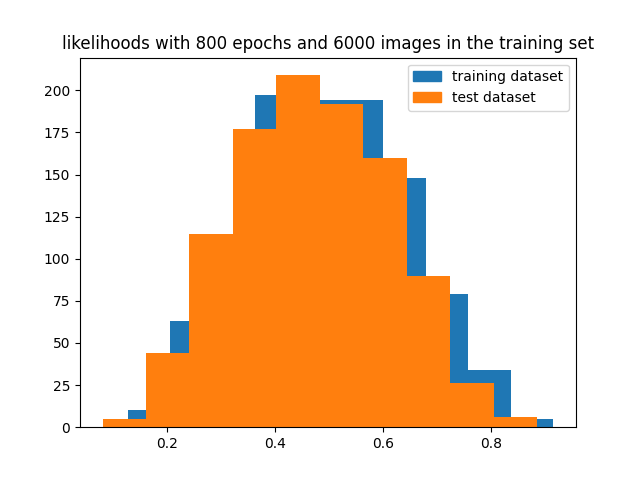 likelihoods with 800 epochs and 6000 images in the training set
training dataset
test dataset
200
175
150
125
100
75
50
25
0
0.2 0.4 0.6 0.8